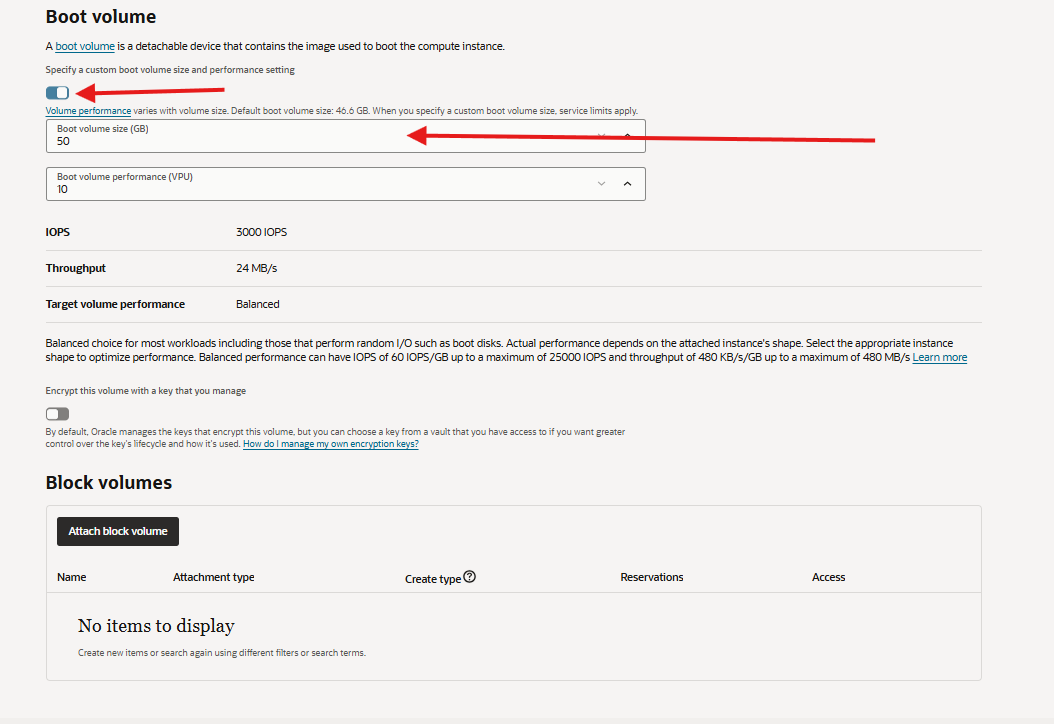 Boot volume
A boot volume is a detachable device that contains the image used to boot the compute instance.
Specify a custom boot volume size and performance setting
Volume performance varies with volume size. Default boot volume size: 46.6 GB. When you specify a custom boot volume size, service limits apply.
Boot volume size (GB)
50
Boot volume performance (VPU)
10
IOPS 3000 IOPS
Throughput 24 MB/s
Target volume performance Balanced
Balanced choice for most workloads including those that perform random I/O such as boot disks. Actual performance depends on the attached instance's shape. Select the appropriate instance
shape to optimize performance. Balanced performance can have IOPS of 60 IOPS/GB up to a maximum of 25000 IOPS and throughput of 480 KB/s/GB up to a maximum of 480 MB/s Learn more
Encrypt this volume with a key that you manage
By default, Oracle manages the keys that encrypt this volume, but you can choose a key from a vault that you have access to if you want greater
control over the key's lifecycle and how it's used. How do I manage my own encryption keys?
Block volumes
Attach block volume
Name Attachment type Create type ? Reservations Access
No items to display
Create new items or search again using different filters or search terms.